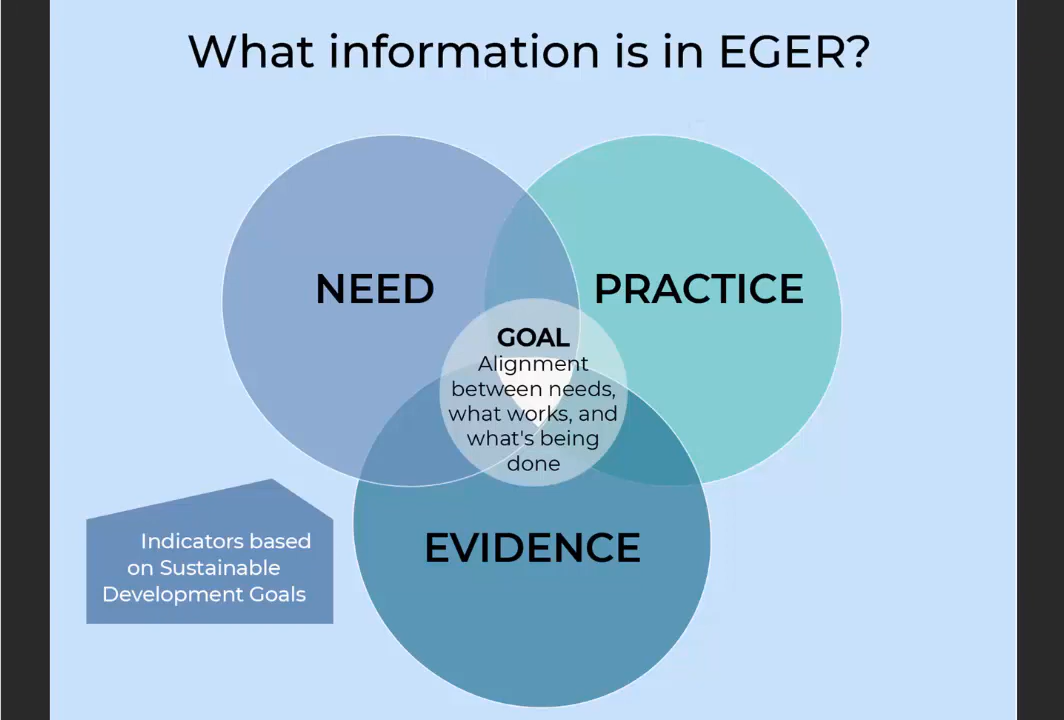 What information is in EGER?
NEED
PRACTICE
GOAL
Alignment
between needs,
what works, and
what's being
done
EVIDENCE
Indicators based
on Sustainable
Development Goals